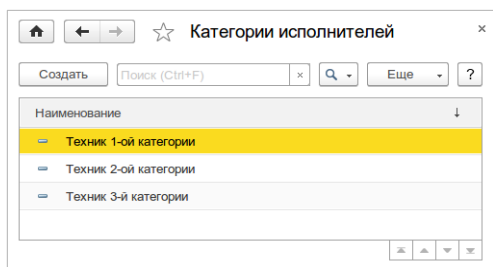 Категории исполнителей
Создать Поиск (Ctrl+F) × Еще ?
Наименование ↓
Техник 1-ой категории
Техник 2-ой категории
Техник 3-й категории